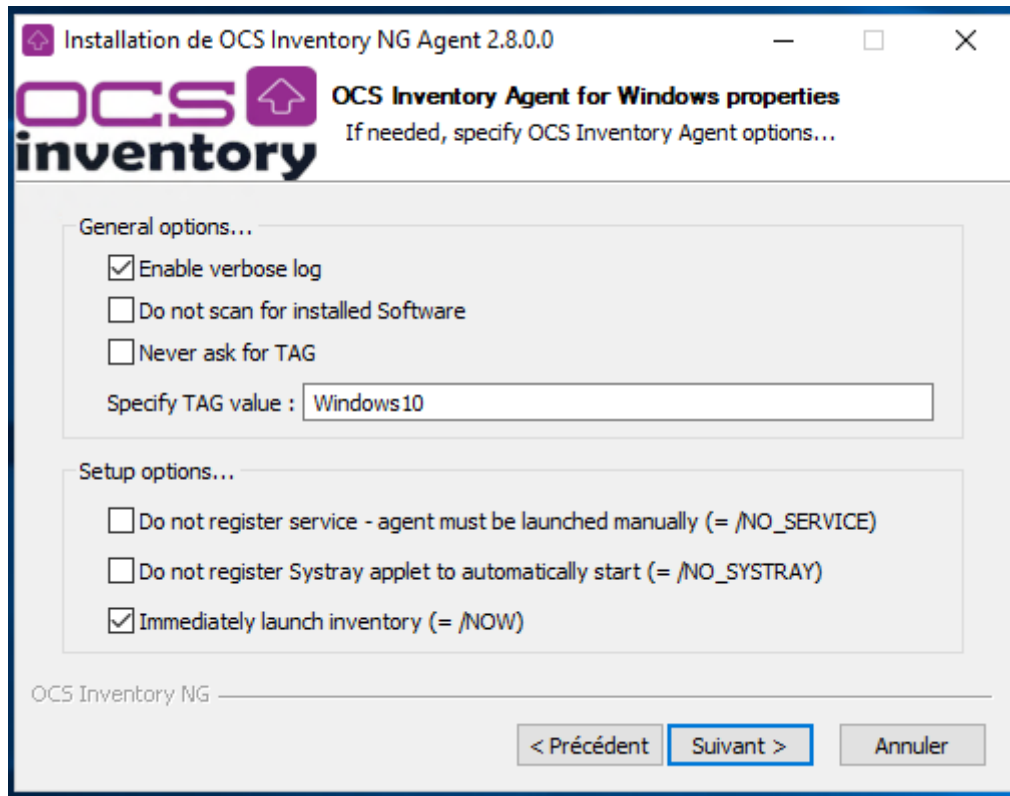 Installation de OCS Inventory NG Agent 2.8.0.0
OCS
inventory
OCS Inventory Agent for Windows properties
If needed, specify OCS Inventory Agent options...
General options...
Enable verbose log
Do not scan for installed Software
Never ask for TAG
Specify TAG value : Windows10
Setup options...
Do not register service - agent must be launched manually (= /NO_SERVICE)
Do not register Systray applet to automatically start (= /NO_SYSTRAY)
Immediately launch inventory (= /NOW)
OCS Inventory NG
< Précédent Suivant > Annuler